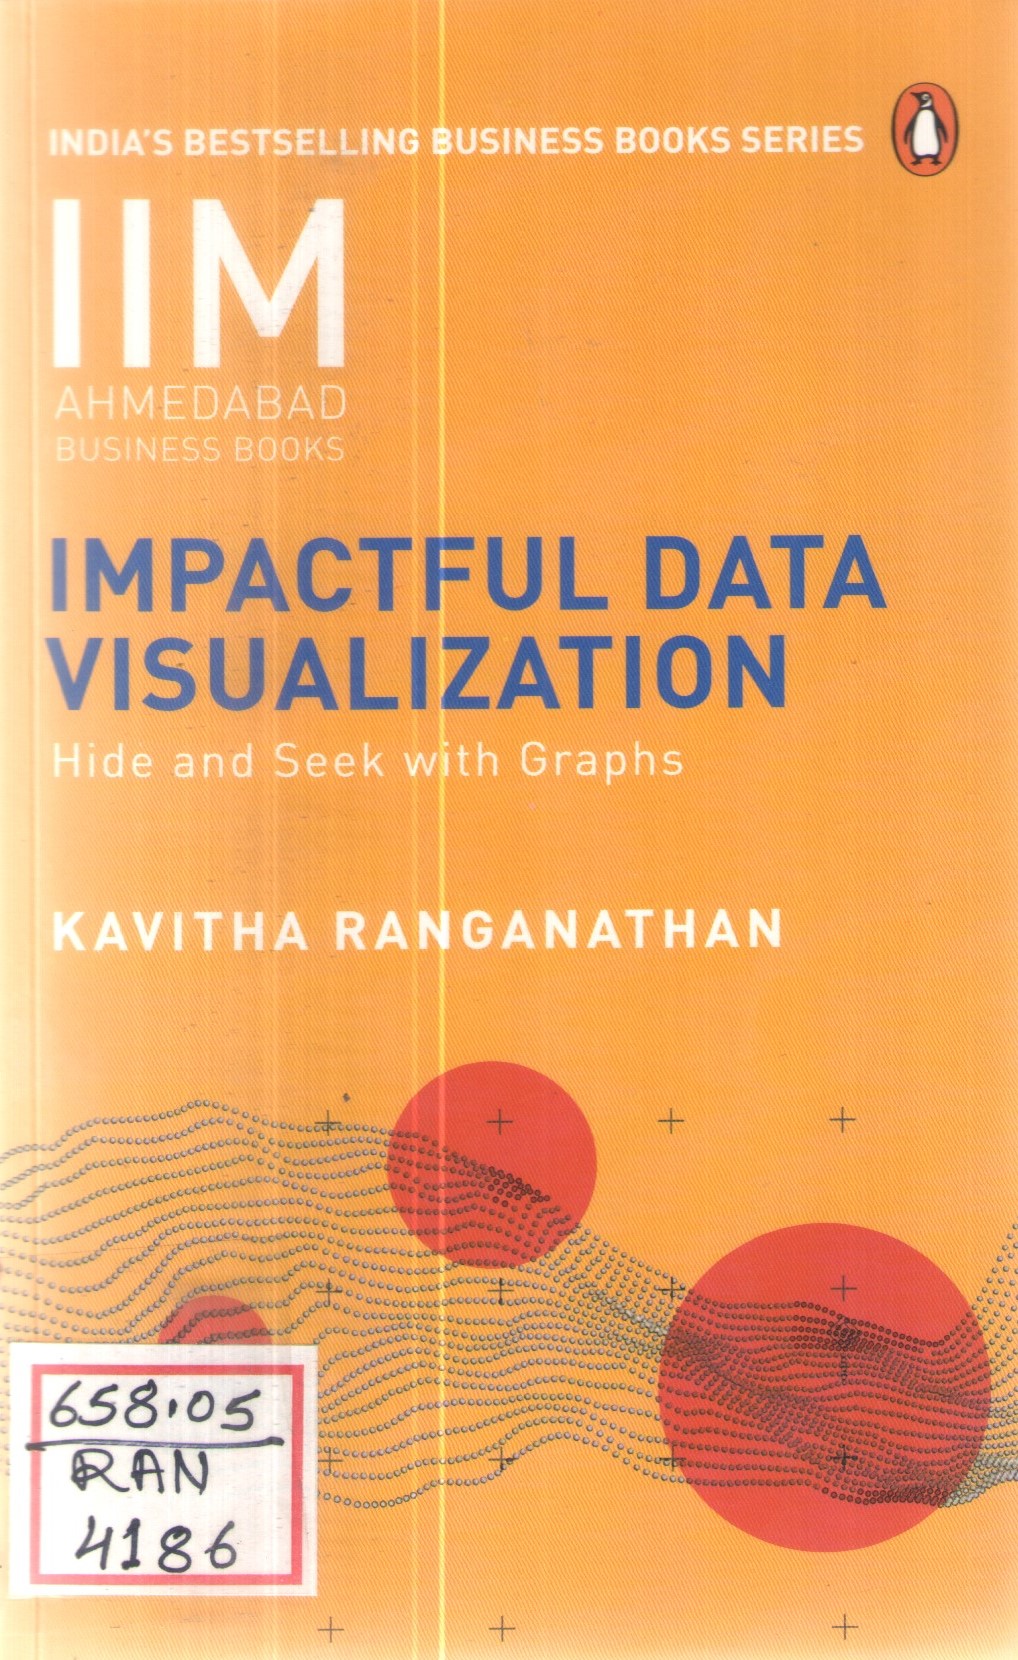 INDIA'S BESTSELLING BUSINESS BOOKS SERIES
IIM
AHMEDABAD
BUSINESS BOOKS
IMPACTFUL DATA
VISUALIZATION
Hide and Seek with Graphs
KAVITHA RANGANATHAN
658.05
RAN
4186